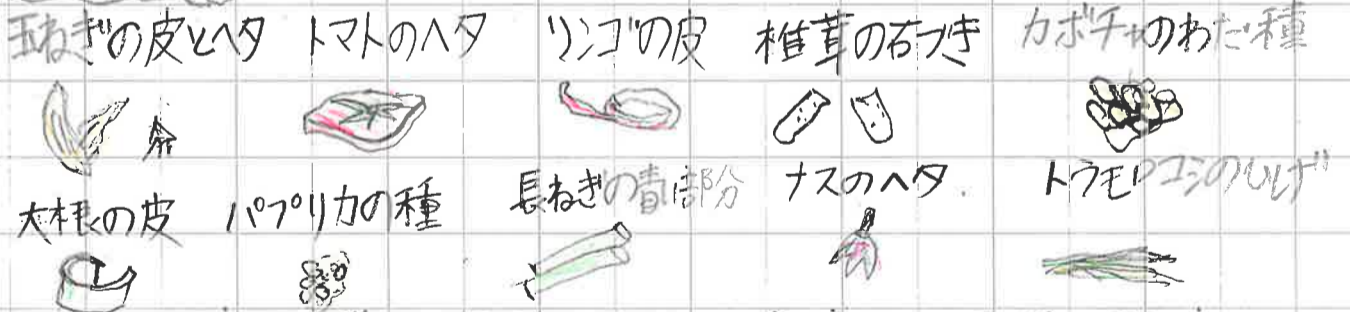 玉ねぎの皮とヘタ トマトのヘタ リンゴの皮 椎茸の石づき カボチャのわた・種
大根の皮 パプリカの種 長ねぎの青い部分 ナスのヘタ トウモロコシのひげ